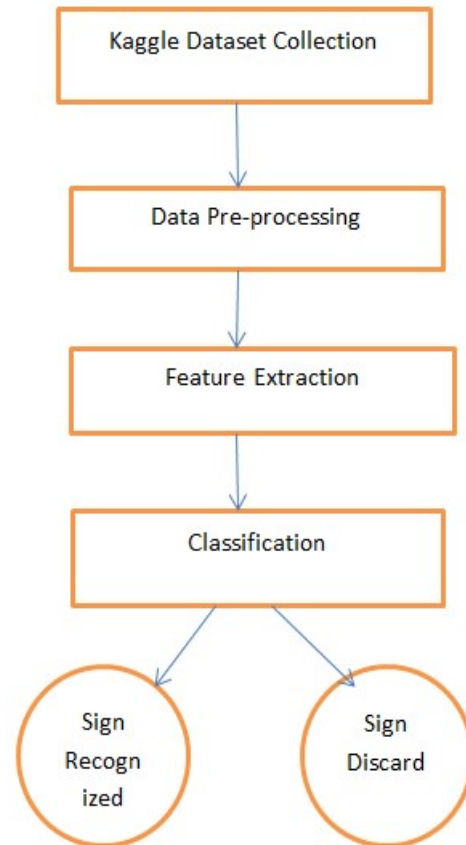 Kaggle Dataset Collection
Data Pre-processing
Feature Extraction
Classification
Sign
Recogn
ized
Sign
Discard